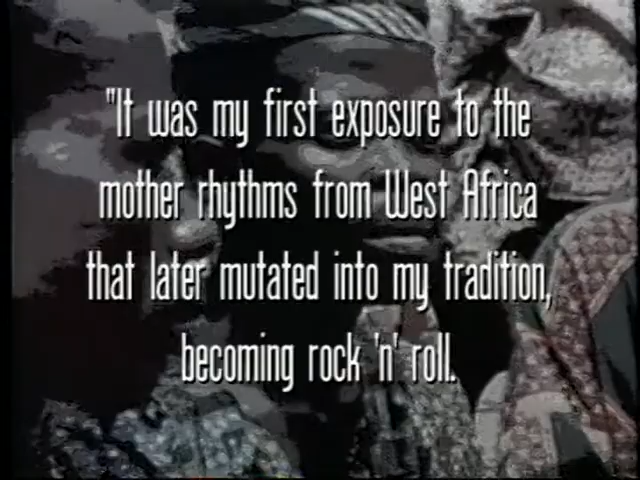 "It was my first exposure to the
mother rhythms from West Africa
that later mutated into my tradition,
becoming rock 'n' roll.